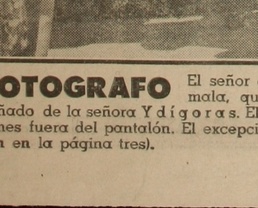 OTOGRAFO El señor
mala, qu
ñado de la señora Ydígoras. El
nes fuera del pantalón. El excepci
n en la página tres).